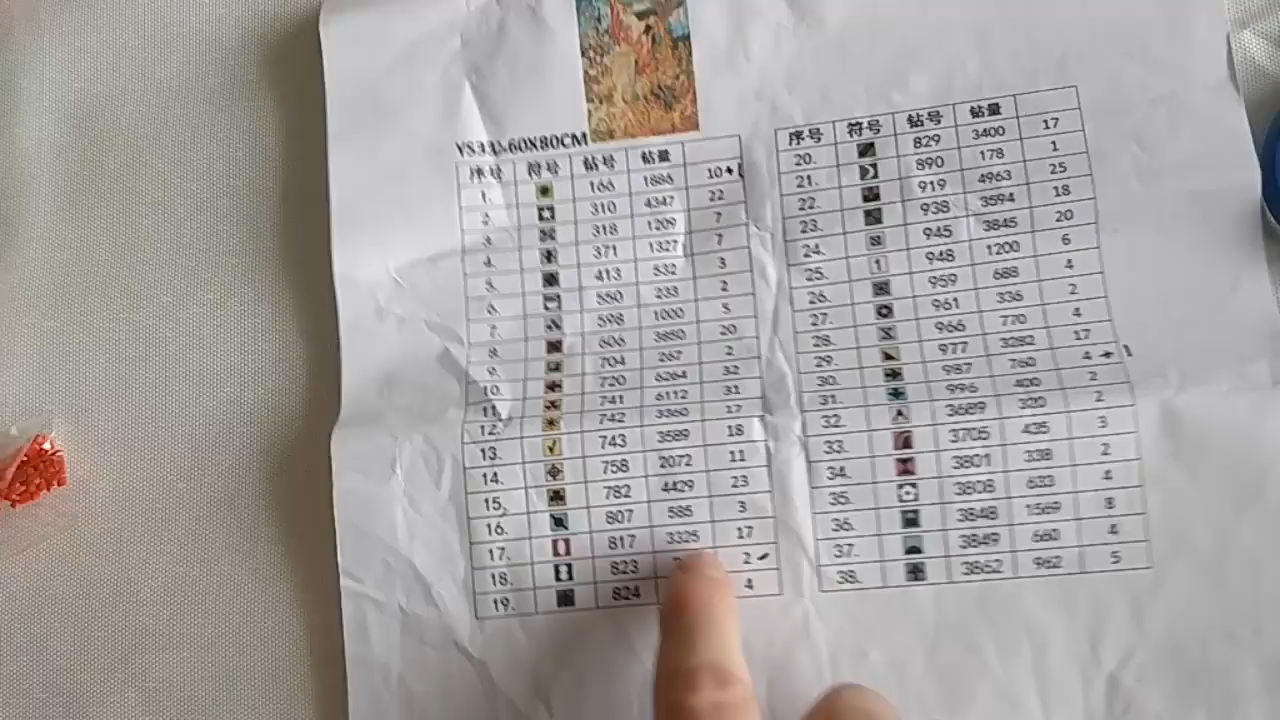 60X80CM
序号 符号 钻号 钻量
1. 166 1886 10+1
2. 310 4347 22
3. 318 1209 7
4. 371 1327 7
5. 413 532 3
6. 550 233 2
7. 598 1000 5
8. 606 3880 20
9. 704 267 2
10. 720 6264 32
11. 741 6112 31
12. 742 3360 17
13. 743 3589 18
14. 758 2072 11
15. 782 4429 23
16. 807 585 3
17. 817 3325 17
18. 823 2
19. 824 4
序号 符号 钻号 钻量
20. 829 3400 17
21. 890 178 1
22. 919 4963 25
23. 938 3594 18
24. 945 3845 20
25. 948 1200 6
26. 959 688 4
27. 961 336 2
28. 966 770 4
29. 977 3282 17
30. 987 760 4 + 1
31. 996 400 2
32. 3689 320 2
33. 3705 435 3
34. 3801 338 2
35. 3808 633 4
36. 3848 1569 8
37. 3849 660 4
38. 3862 962 5